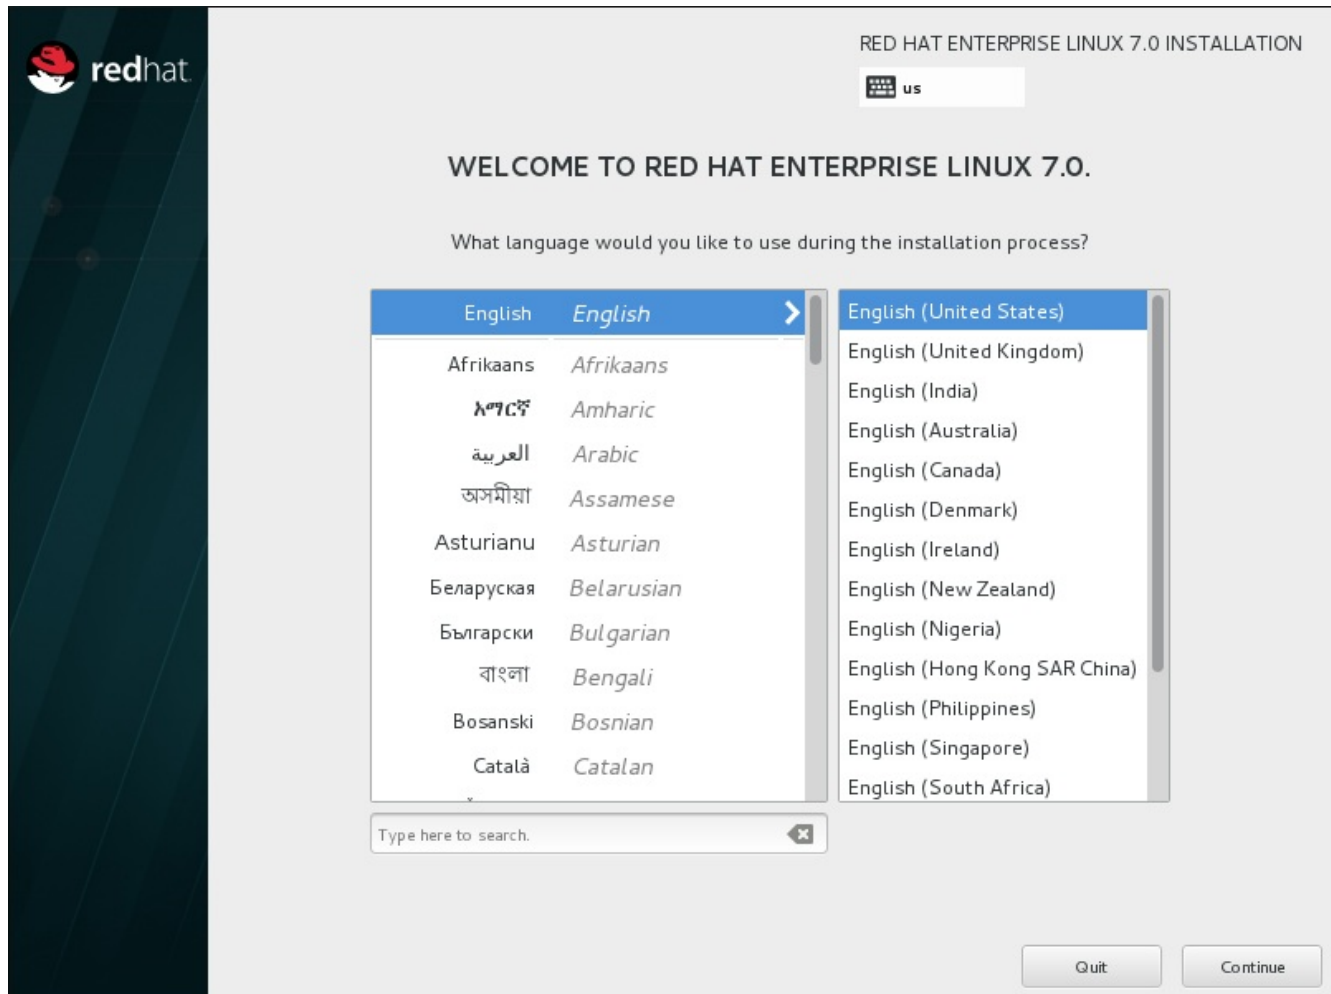 redhat.
RED HAT ENTERPRISE LINUX 7.0 INSTALLATION
us
WELCOME TO RED HAT ENTERPRISE LINUX 7.0.
What language would you like to use during the installation process?
English English
Afrikaans Afrikaans
አማርኛ Amharic
العربية Arabic
অসমীয়া Assamese
Asturianu Asturian
Беларуская Belarusian
Български Bulgarian
বাংলা Bengali
Bosanski Bosnian
Català Catalan
English (United States)
English (United Kingdom)
English (India)
English (Australia)
English (Canada)
English (Denmark)
English (Ireland)
English (New Zealand)
English (Nigeria)
English (Hong Kong SAR China)
English (Philippines)
English (Singapore)
English (South Africa)
Type here to search.
Quit Continue